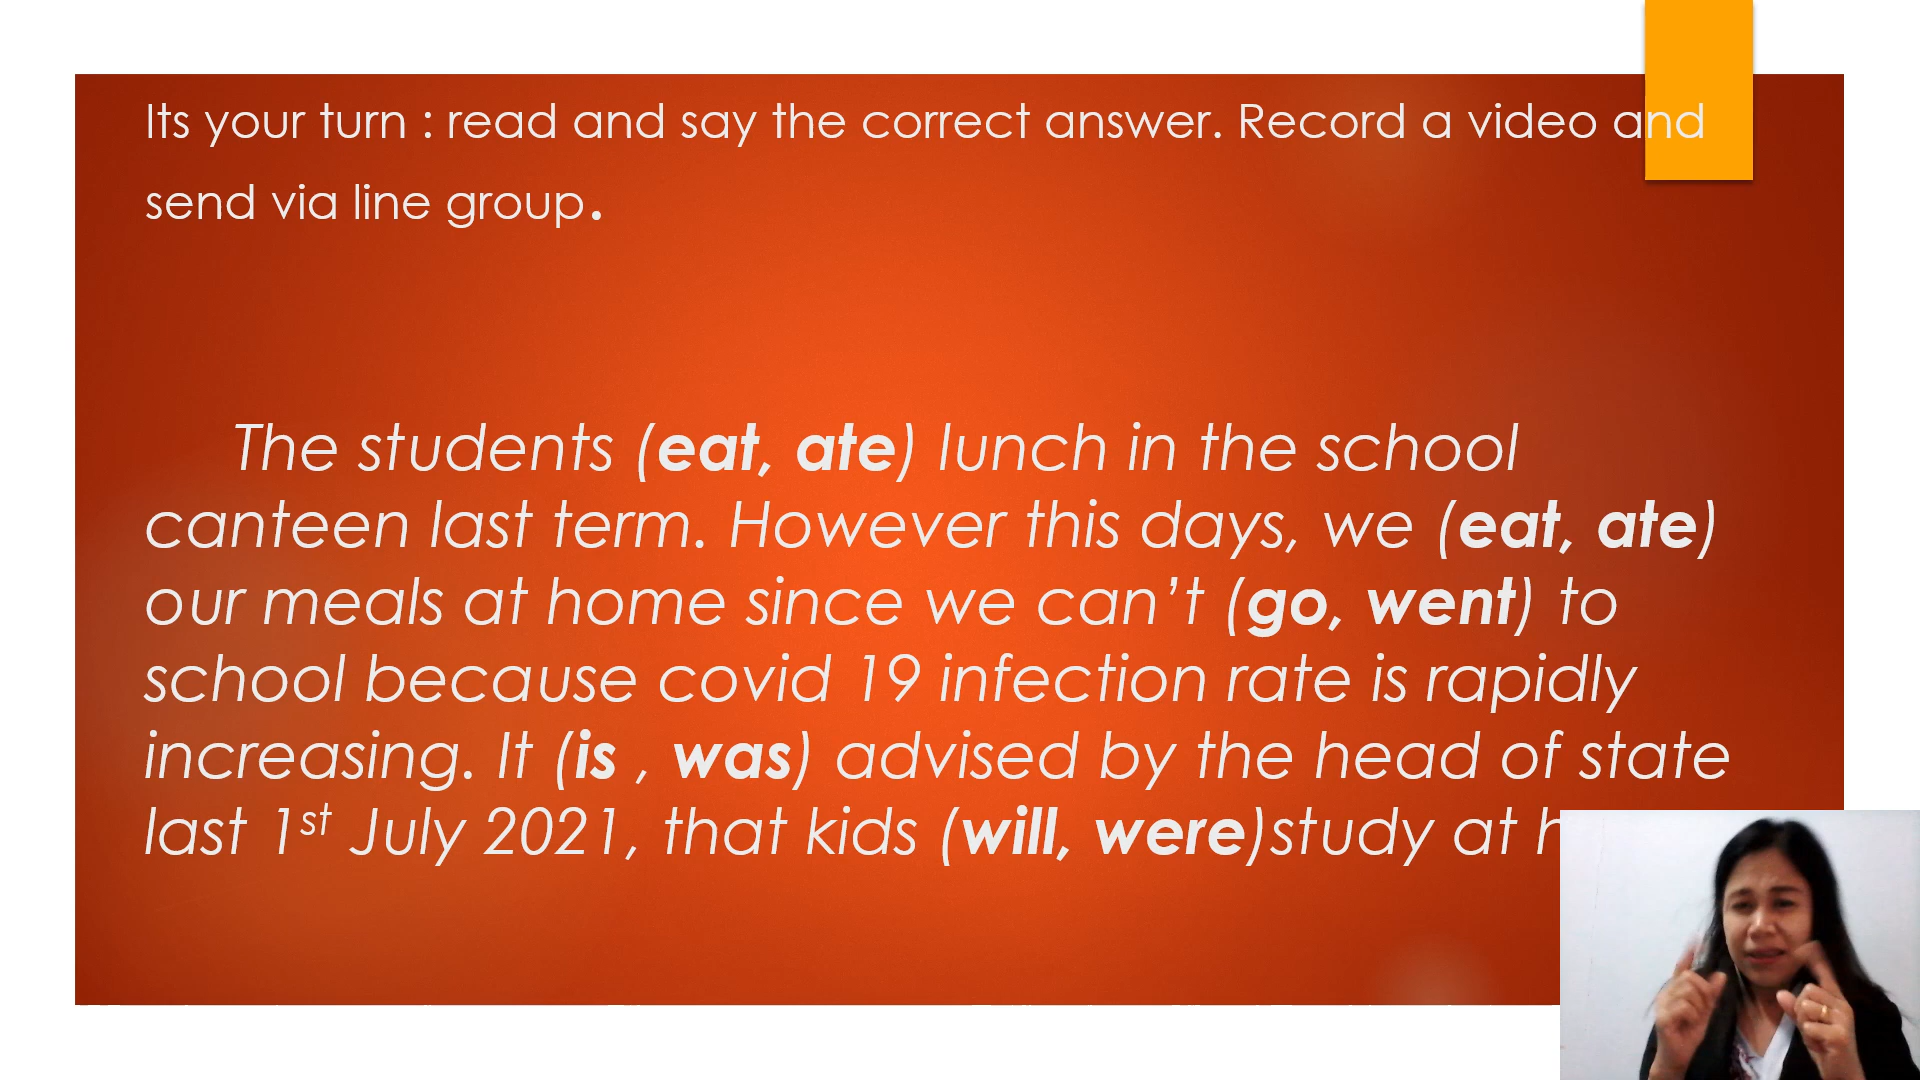 Its your turn : read and say the correct answer. Record a video and
send via line group.
The students (eat, ate) lunch in the school
canteen last term. However this days, we (eat, ate)
our meals at home since we can’t (go, went) to
school because covid 19 infection rate is rapidly
increasing. It (is , was) advised by the head of state
last 1st July 2021, that kids (will, were)study at